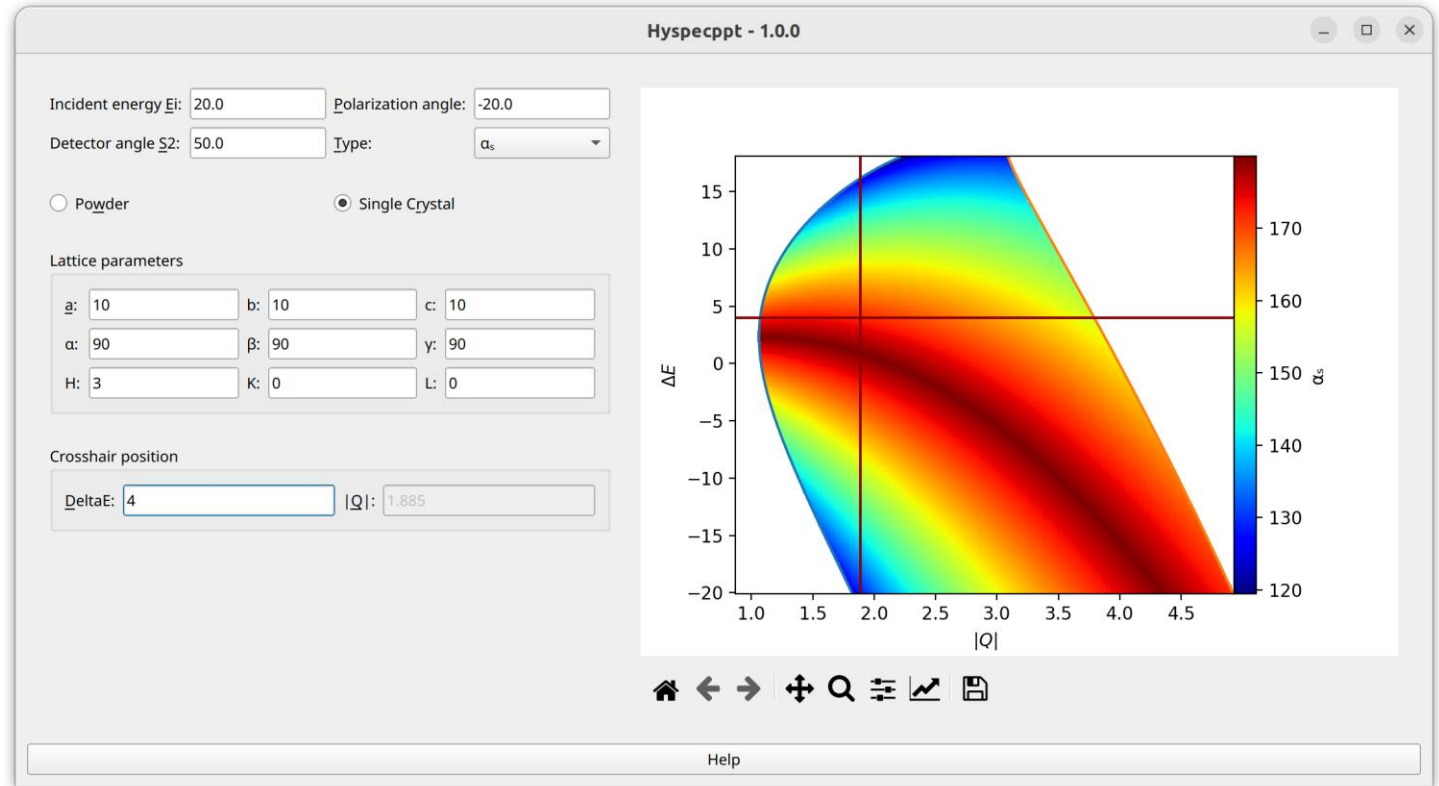 Hyspecppt - 1.0.0
Incident energy Ei: 20.0 Polarization angle: -20.0
Detector angle S2: 50.0 Type: αₛ
Powder Single Crystal
Lattice parameters
a: 10 b: 10 c: 10
α: 90 β: 90 γ: 90
H: 3 K: 0 L: 0
Crosshair position
DeltaE: 4 |Q|: 1.885
15
10
5
0
−5
−10
−15
−20
ΔE
1.0 1.5 2.0 2.5 3.0 3.5 4.0 4.5
|Q|
170
160
150
140
130
120
αₛ
Help